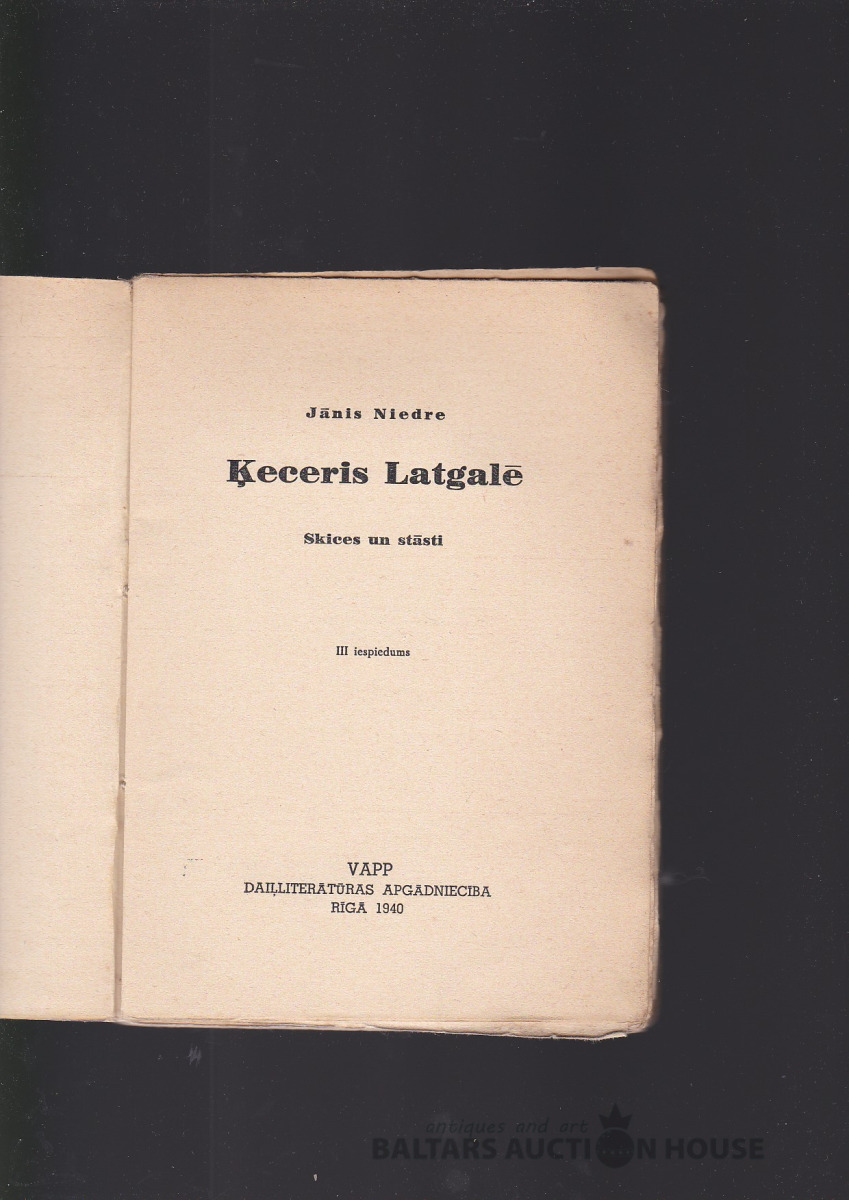 Jānis Niedre
Ķeceris Latgalē
Skices un stāsti
III iespiedums
VAPP
DAIĻLITERATŪRAS APGĀDNIECĪBA
RĪGĀ 1940
antiques and art
BALTARS AUCTION HOUSE